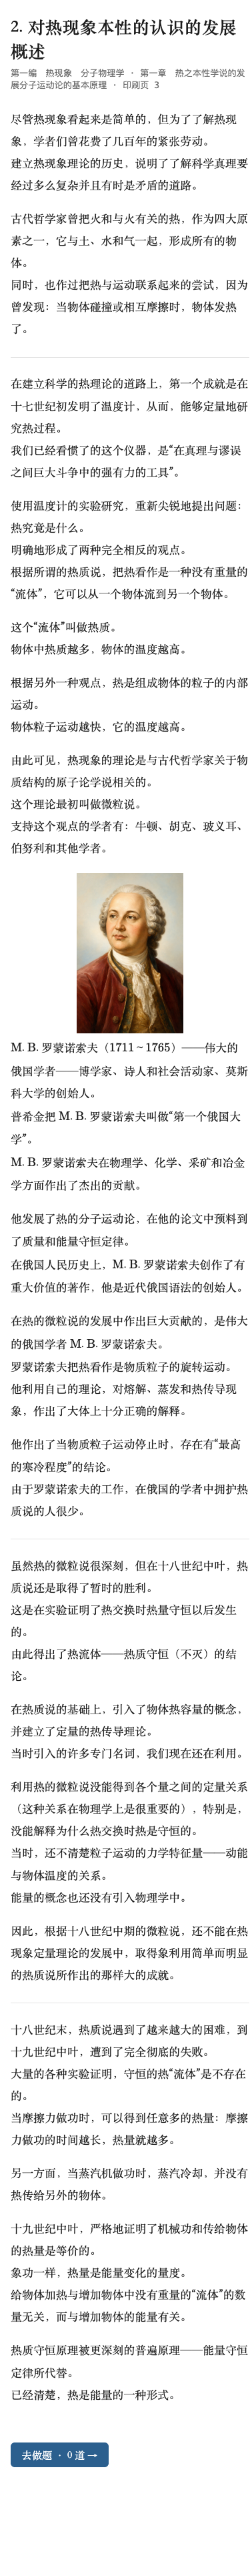 2. 对热现象本性的认识的发展
概述
第一编 热现象 分子物理学 · 第一章 热之本性学说的发
展分子运动论的基本原理 · 印刷页 3
尽管热现象看起来是简单的，但为了了解热现
象，学者们曾花费了几百年的紧张劳动。
建立热现象理论的历史，说明了了解科学真理要
经过多么复杂并且有时是矛盾的道路。
古代哲学家曾把火和与火有关的热，作为四大原
素之一，它与土、水和气一起，形成所有的物
体。
同时，也作过把热与运动联系起来的尝试，因为
曾发现：当物体碰撞或相互摩擦时，物体发热
了。
在建立科学的热理论的道路上，第一个成就是在
十七世纪初发明了温度计，从而，能够定量地研
究热过程。
我们已经看惯了的这个仪器，是“在真理与谬误
之间巨大斗争中的强有力的工具”。
使用温度计的实验研究，重新尖锐地提出问题：
热究竟是什么。
明确地形成了两种完全相反的观点。
根据所谓的热质说，把热看作是一种没有重量的
“流体”，它可以从一个物体流到另一个物体。
这个“流体”叫做热质。
物体中热质越多，物体的温度越高。
根据另外一种观点，热是组成物体的粒子的内部
运动。
物体粒子运动越快，它的温度越高。
由此可见，热现象的理论是与古代哲学家关于物
质结构的原子论学说相关的。
这个理论最初叫做微粒说。
支持这个观点的学者有：牛顿、胡克、玻义耳、
伯努利和其他学者。
M. B. 罗蒙诺索夫（1711～1765）——伟大的
俄国学者——博学家、诗人和社会活动家、莫斯
科大学的创始人。
普希金把 M. B. 罗蒙诺索夫叫做“第一个俄国大
学”。
M. B. 罗蒙诺索夫在物理学、化学、采矿和冶金
学方面作出了杰出的贡献。
他发展了热的分子运动论，在他的论文中预料到
了质量和能量守恒定律。
在俄国人民历史上，M. B. 罗蒙诺索夫创作了有
重大价值的著作，他是近代俄国语法的创始人。
在热的微粒说的发展中作出巨大贡献的，是伟大
的俄国学者 M. B. 罗蒙诺索夫。
罗蒙诺索夫把热看作是物质粒子的旋转运动。
他利用自己的理论，对熔解、蒸发和热传导现
象，作出了大体上十分正确的解释。
他作出了当物质粒子运动停止时，存在有“最高
的寒冷程度”的结论。
由于罗蒙诺索夫的工作，在俄国的学者中拥护热
质说的人很少。
虽然热的微粒说很深刻，但在十八世纪中叶，热
质说还是取得了暂时的胜利。
这是在实验证明了热交换时热量守恒以后发生
的。
由此得出了热流体——热质守恒（不灭）的结
论。
在热质说的基础上，引入了物体热容量的概念，
并建立了定量的热传导理论。
当时引入的许多专门名词，我们现在还在利用。
利用热的微粒说没能得到各个量之间的定量关系
（这种关系在物理学上是很重要的），特别是，
没能解释为什么热交换时热是守恒的。
当时，还不清楚粒子运动的力学特征量——动能
与物体温度的关系。
能量的概念也还没有引入物理学中。
因此，根据十八世纪中期的微粒说，还不能在热
现象定量理论的发展中，取得象利用简单而明显
的热质说所作出的那样大的成就。
十八世纪末，热质说遇到了越来越大的困难，到
十九世纪中叶，遭到了完全彻底的失败。
大量的各种实验证明，守恒的热“流体”是不存在
的。
当摩擦力做功时，可以得到任意多的热量：摩擦
力做功的时间越长，热量就越多。
另一方面，当蒸汽机做功时，蒸汽冷却，并没有
热传给另外的物体。
十九世纪中叶，严格地证明了机械功和传给物体
的热量是等价的。
象功一样，热量是能量变化的量度。
给物体加热与增加物体中没有重量的“流体”的数
量无关，而与增加物体的能量有关。
热质守恒原理被更深刻的普遍原理——能量守恒
定律所代替。
已经清楚，热是能量的一种形式。
去做题 · 0 道 →